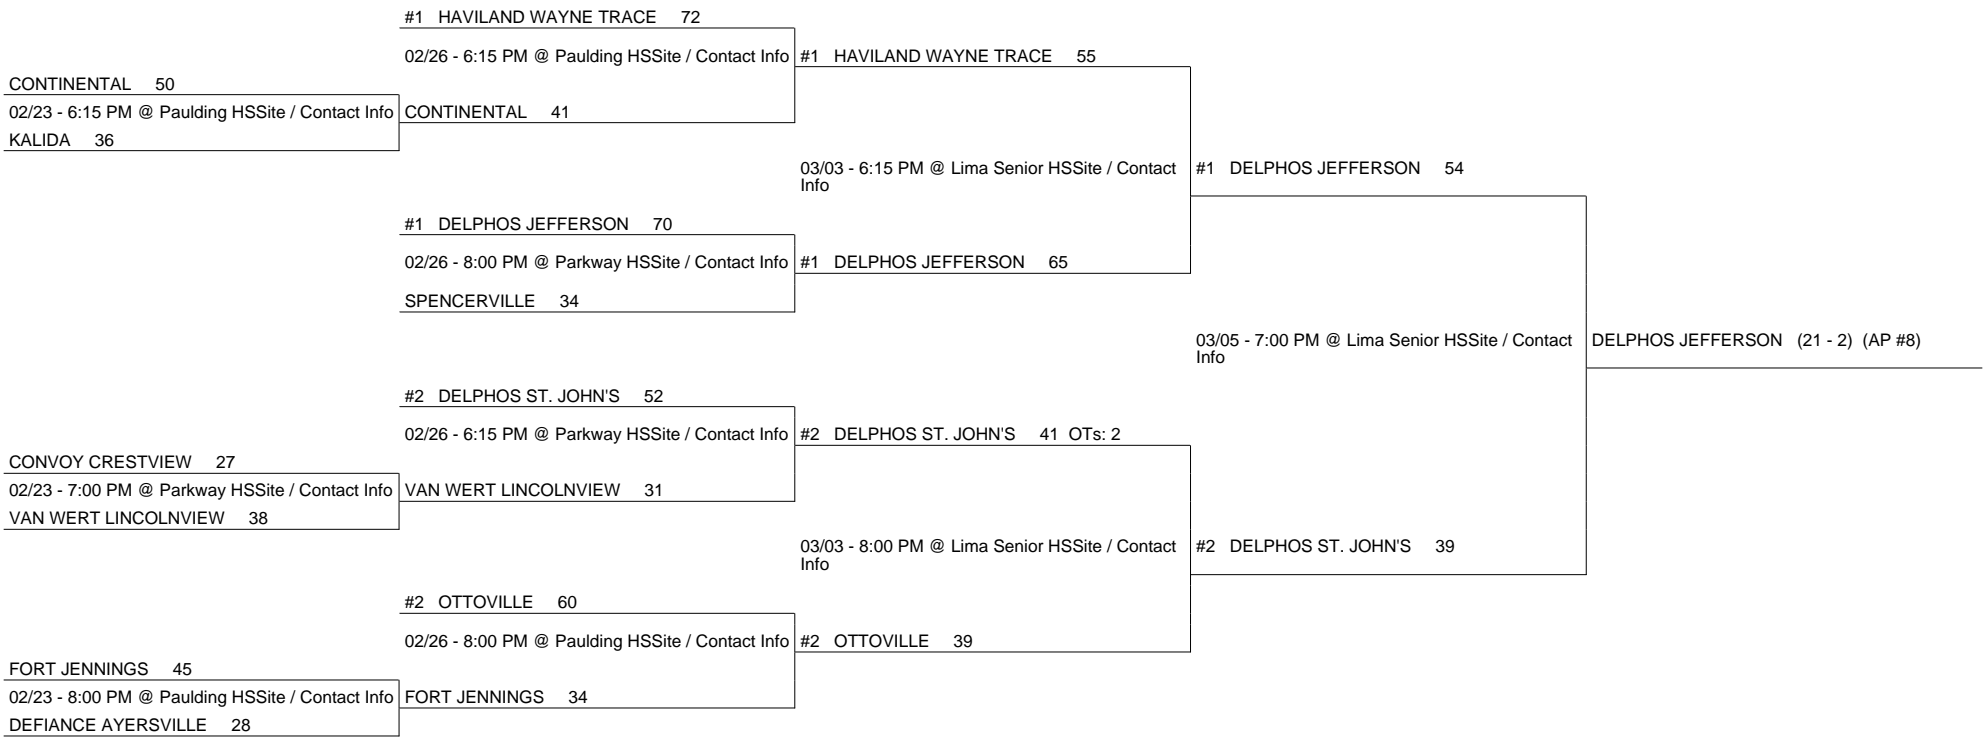 #1 HAVILAND WAYNE TRACE 72
02/26 - 6:15 PM @ Paulding HSSite / Contact Info
#1 HAVILAND WAYNE TRACE 55
CONTINENTAL 50
02/23 - 6:15 PM @ Paulding HSSite / Contact Info
CONTINENTAL 41
KALIDA 36
03/03 - 6:15 PM @ Lima Senior HSSite / Contact
Info
#1 DELPHOS JEFFERSON 54
#1 DELPHOS JEFFERSON 70
02/26 - 8:00 PM @ Parkway HSSite / Contact Info
#1 DELPHOS JEFFERSON 65
SPENCERVILLE 34
03/05 - 7:00 PM @ Lima Senior HSSite / Contact
Info
DELPHOS JEFFERSON (21 - 2) (AP #8)
#2 DELPHOS ST. JOHN'S 52
02/26 - 6:15 PM @ Parkway HSSite / Contact Info
#2 DELPHOS ST. JOHN'S 41 OTs: 2
CONVOY CRESTVIEW 27
02/23 - 7:00 PM @ Parkway HSSite / Contact Info
VAN WERT LINCOLNVIEW 31
VAN WERT LINCOLNVIEW 38
03/03 - 8:00 PM @ Lima Senior HSSite / Contact
Info
#2 DELPHOS ST. JOHN'S 39
#2 OTTOVILLE 60
02/26 - 8:00 PM @ Paulding HSSite / Contact Info
#2 OTTOVILLE 39
FORT JENNINGS 45
02/23 - 8:00 PM @ Paulding HSSite / Contact Info
FORT JENNINGS 34
DEFIANCE AYERSVILLE 28